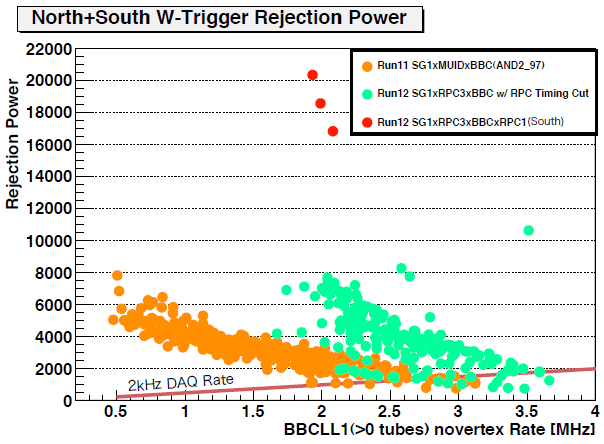 North+South W-Trigger Rejection Power
Rejection Power
22000
20000
18000
16000
14000
12000
10000
8000
6000
4000
2000
0
Run11 SG1xMUIDxBBC(AND2_97)
Run12 SG1xRPC3xBBC w/ RPC Timing Cut
Run12 SG1xRPC3xBBCxRPC1(South)
2kHz DAQ Rate
0.5 1 1.5 2 2.5 3 3.5 4
BBCLL1(>0 tubes) novertex Rate [MHz]